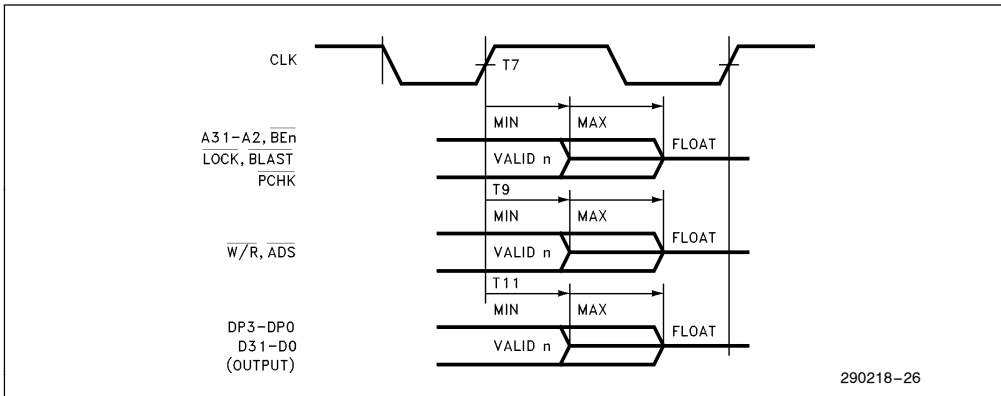 CLK
T7
MIN MAX
A31-A2, BEn
LOCK, BLAST
PCHK
VALID n
FLOAT
T9
MIN MAX
W/R, ADS
VALID n
FLOAT
T11
MIN MAX
DP3-DP0
D31-D0
(OUTPUT)
VALID n
FLOAT
290218-26